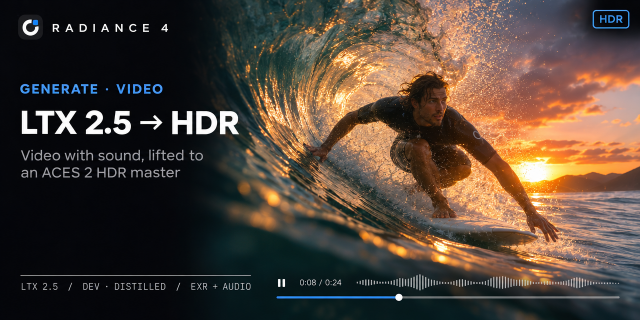 RADIANCE 4
HDR
GENERATE · VIDEO
LTX 2.5 → HDR
Video with sound, lifted to
an ACES 2 HDR master
LTX 2.5 / DEV · DISTILLED / EXR + AUDIO
0:08 / 0:24